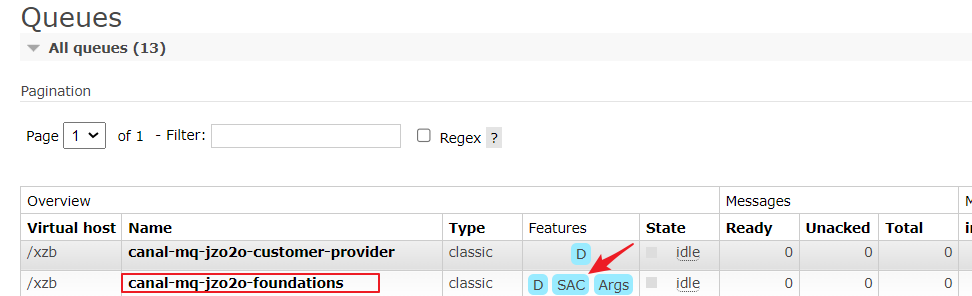 Queues
All queues (13)
Pagination
Page 1 of 1 - Filter: Regex ?
Overview Messages M
Virtual host Name Type Features State Ready Unacked Total in
/xzb canal-mq-jzo2o-customer-provider classic D idle 0 0 0
/xzb canal-mq-jzo2o-foundations classic D SAC Args idle 0 0 0